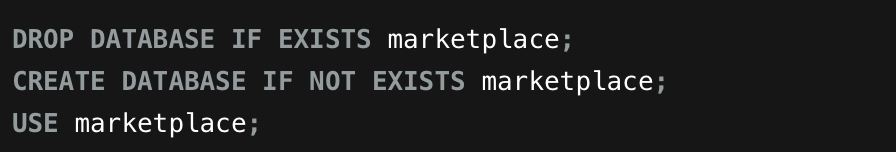 DROP DATABASE IF EXISTS marketplace;
CREATE DATABASE IF NOT EXISTS marketplace;
USE marketplace;